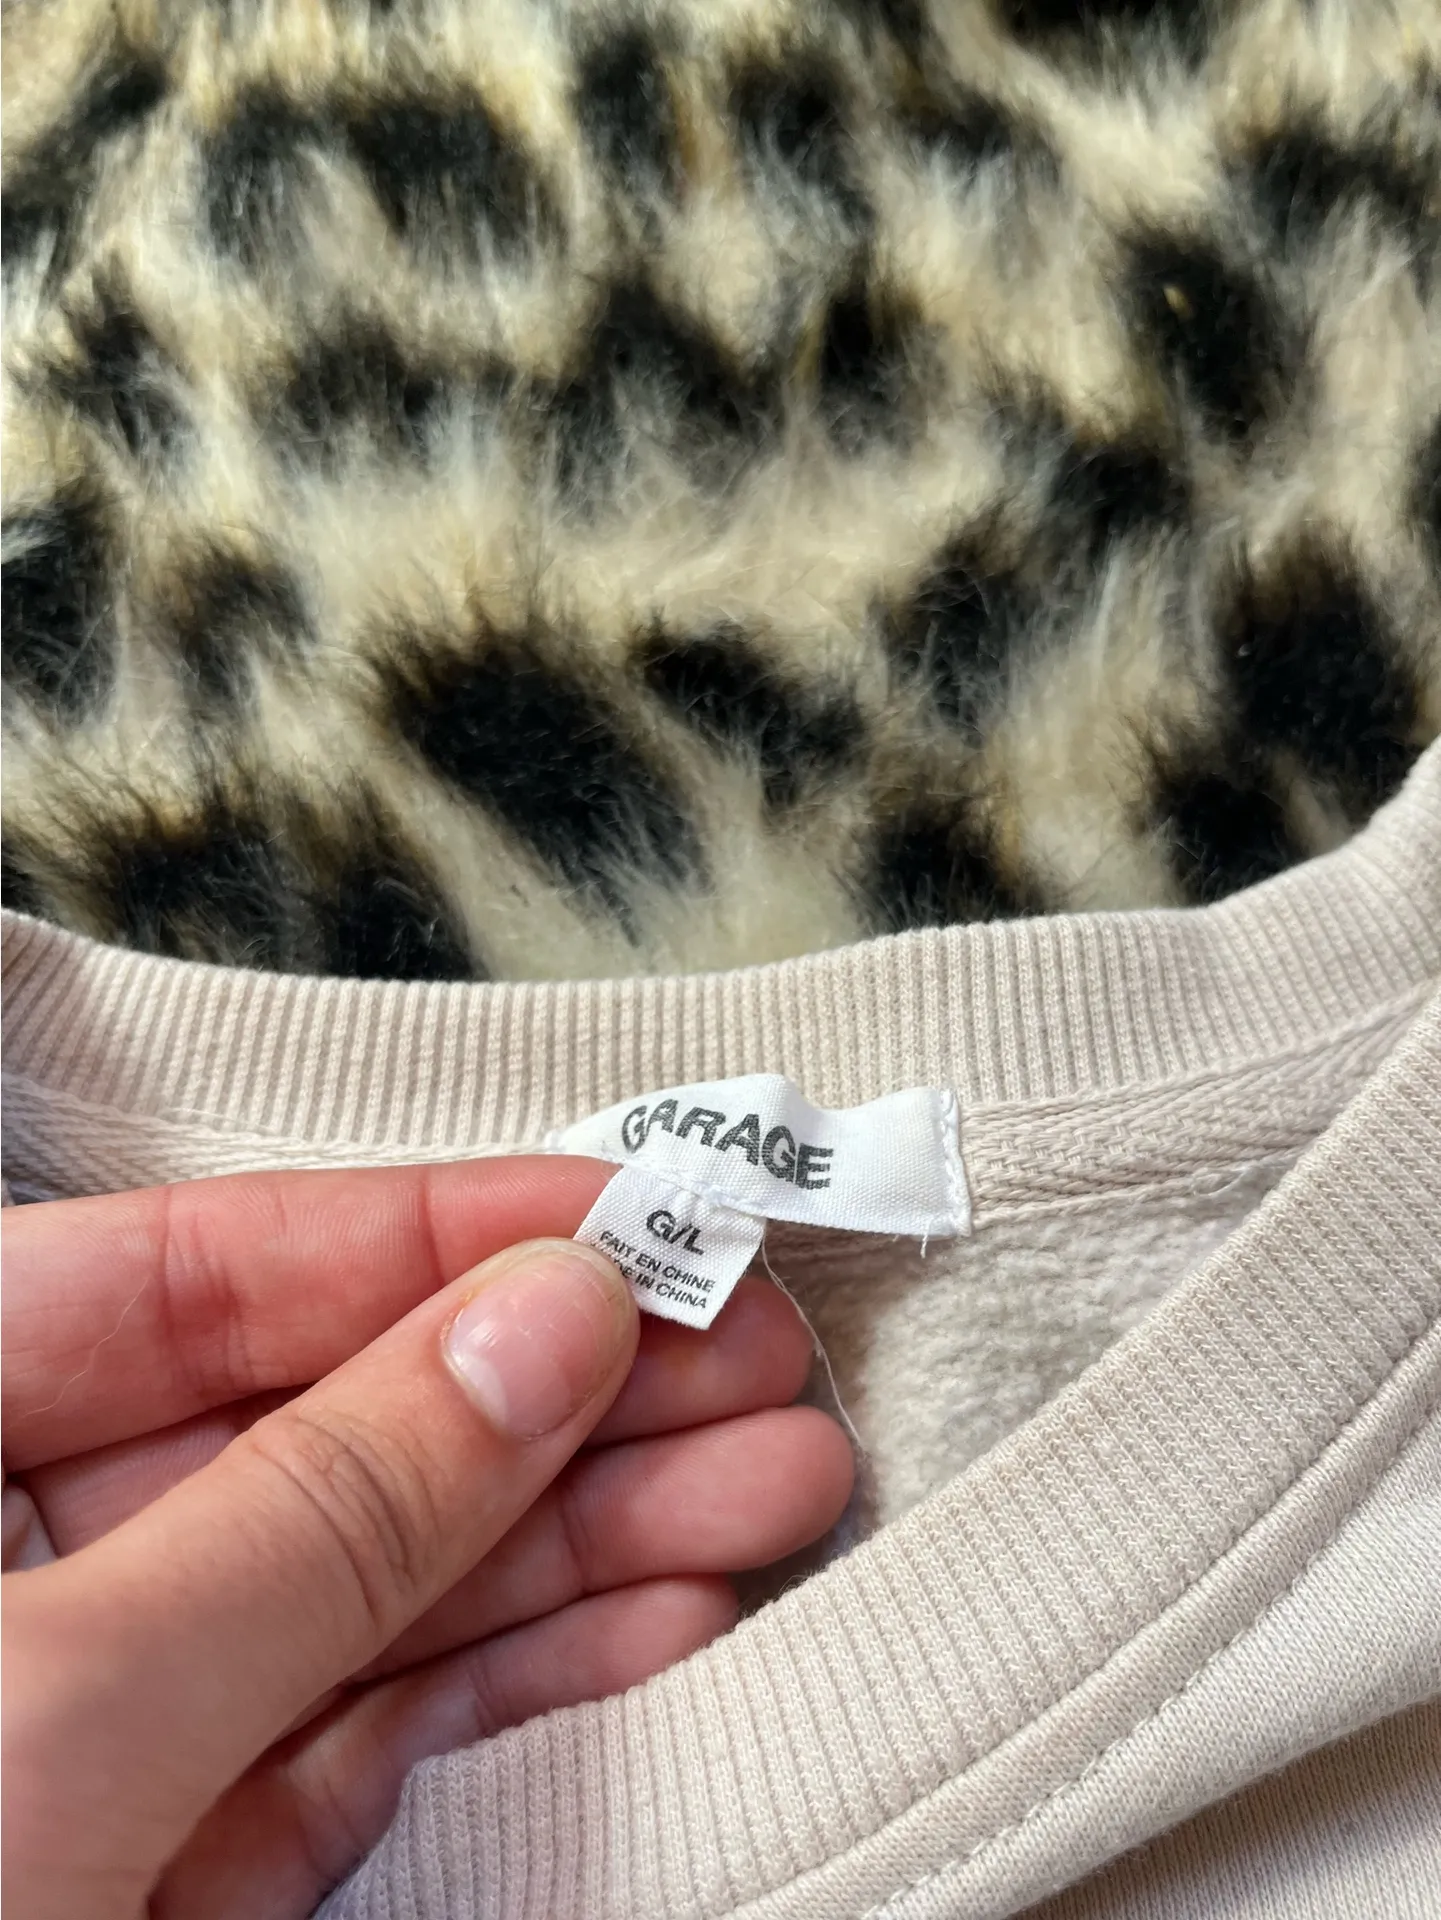 GARAGE
G/L
FAIT EN CHINE
IN CHINA